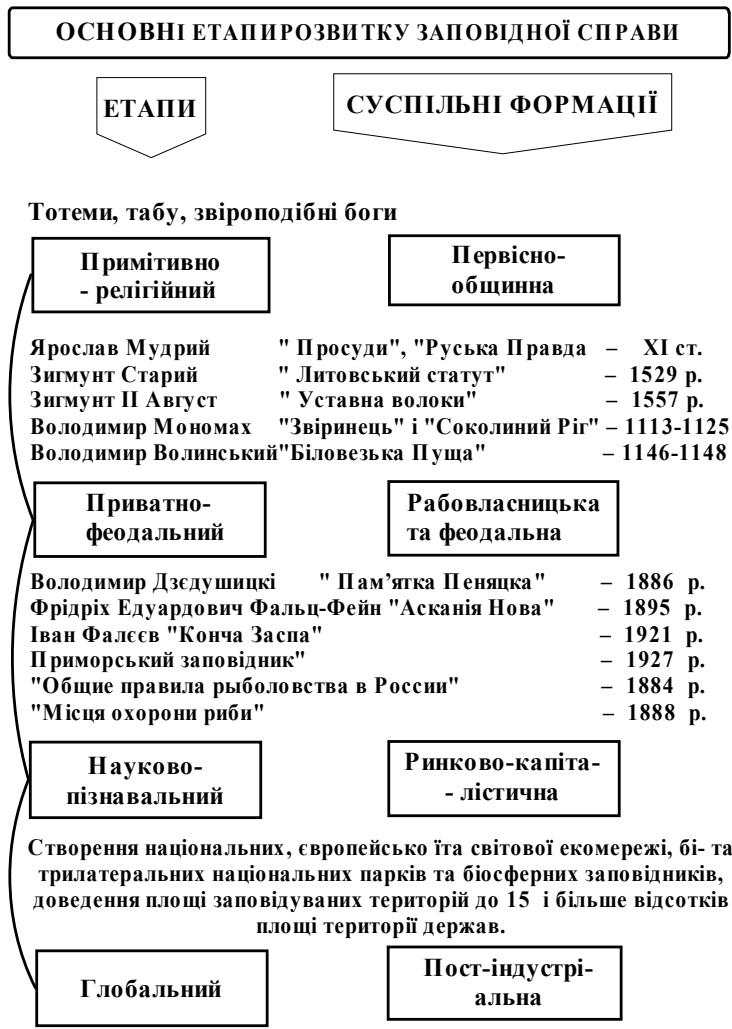 ОСНОВНІ ЕТАПИРОЗВИТКУ ЗАПОВІДНОЇ СПРАВИ
ЕТАПИ
СУСПІЛЬНІ ФОРМАЦІЇ
Тотеми, табу, звіроподібні боги
Примітивно
- релігійний
Первісно-
общинна
Ярослав Мудрий " Просуди", "Руська Правда – XI ст.
Зигмунт Старий " Литовський статут" – 1529 р.
Зигмунт II Август " Уставна волоки" – 1557 р.
Володимир Мономах "Звіринець" і "Соколиний Ріг" – 1113-1125
Володимир Волинський"Біловезька Пуща" – 1146-1148
Приватно-
феодальний
Рабовласницька
та феодальна
Володимир Дзєдушицкі " Пам’ятка Пеняцка" – 1886 р.
Фрідріх Едуардович Фальц-Фейн "Асканія Нова" – 1895 р.
Іван Фалєєв "Конча Заспа" – 1921 р.
Приморський заповідник" – 1927 р.
"Общие правила рыболовства в России" – 1884 р.
"Місця охорони риби" – 1888 р.
Науково-
пізнавальний
Ринково-капіта-
- лістична
Створення національних, європейсько їта світової екомережі, бі- та
трилатеральних національних парків та біосферних заповідників,
доведення площі заповідуваних територій до 15 і більше відсотків
площі території держав.
Глобальний
Пост-індустрі-
альна